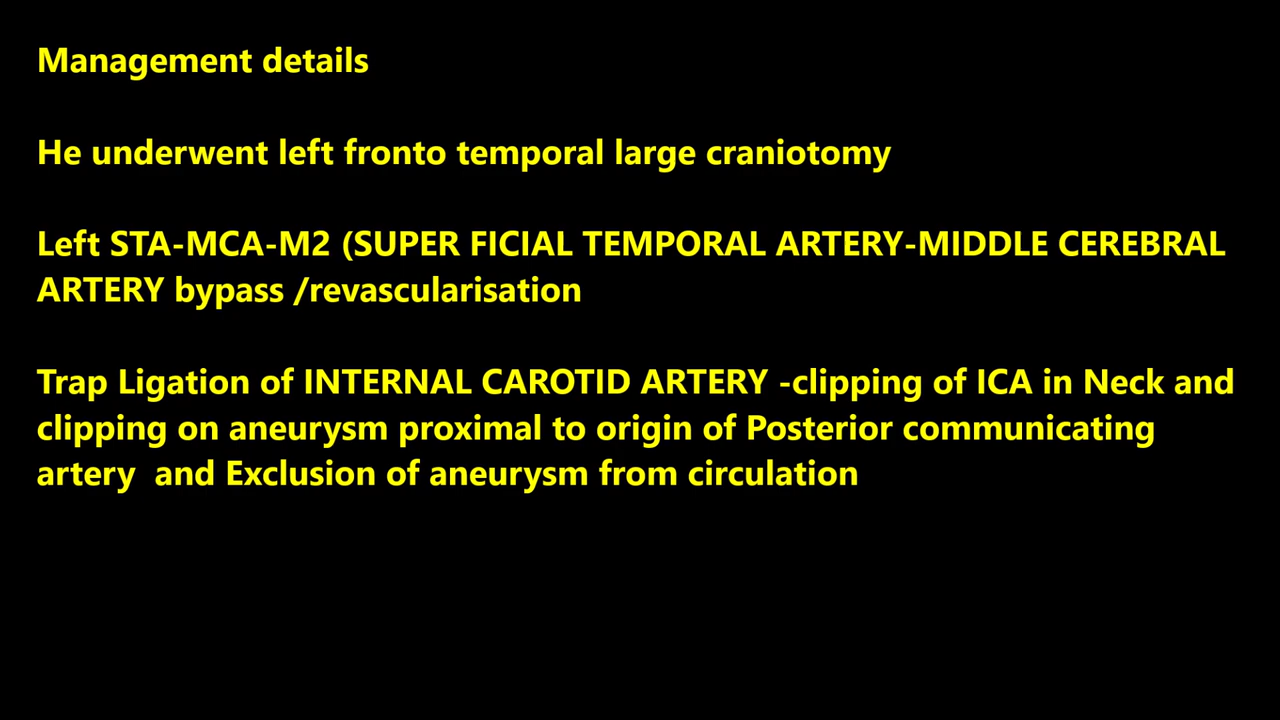 Management details
He underwent left fronto temporal large craniotomy
Left STA-MCA-M2 (SUPER FICIAL TEMPORAL ARTERY-MIDDLE CEREBRAL
ARTERY bypass /revascularisation
Trap Ligation of INTERNAL CAROTID ARTERY -clipping of ICA in Neck and
clipping on aneurysm proximal to origin of Posterior communicating
artery  and Exclusion of aneurysm from circulation